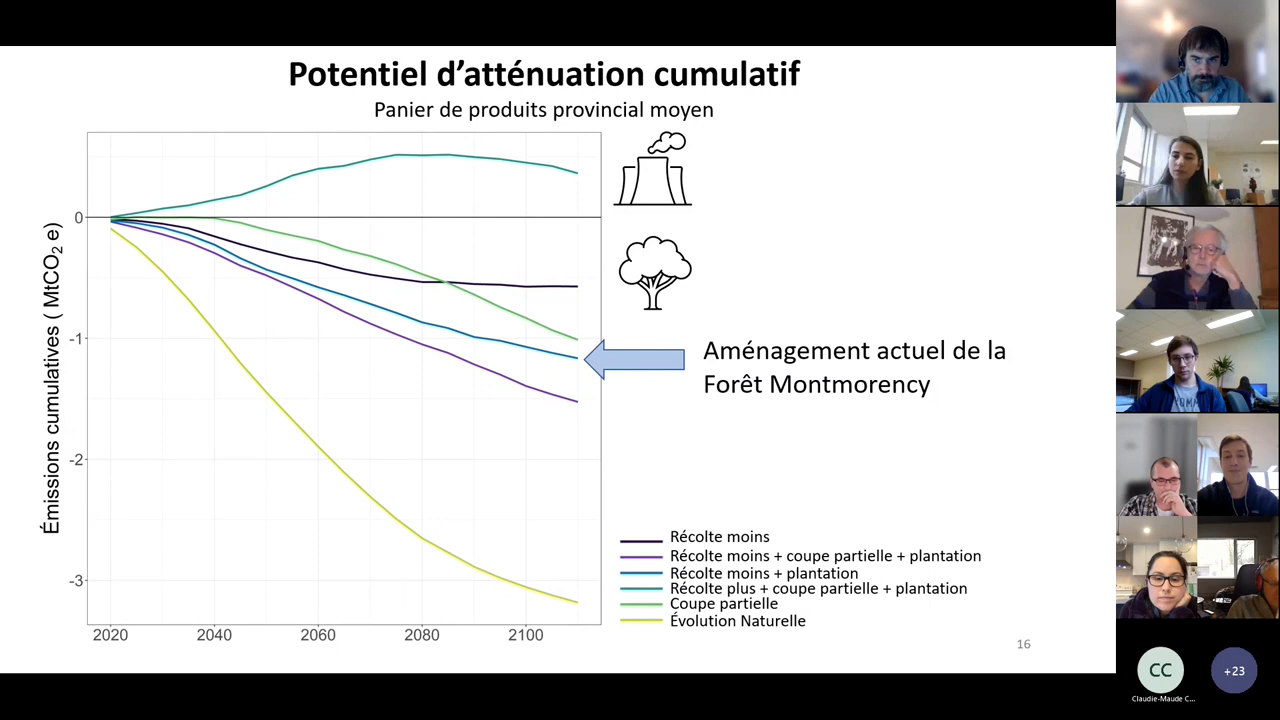 Potentiel d’atténuation cumulatif
Panier de produits provincial moyen
Émissions cumulatives ( MtCO₂ e)
0
-1
-2
-3
2020
2040
2060
2080
2100
Aménagement actuel de la
Forêt Montmorency
Récolte moins
Récolte moins + coupe partielle + plantation
Récolte moins + plantation
Récolte plus + coupe partielle + plantation
Coupe partielle
Évolution Naturelle
16
CC
+23
Claudie-Maude C...